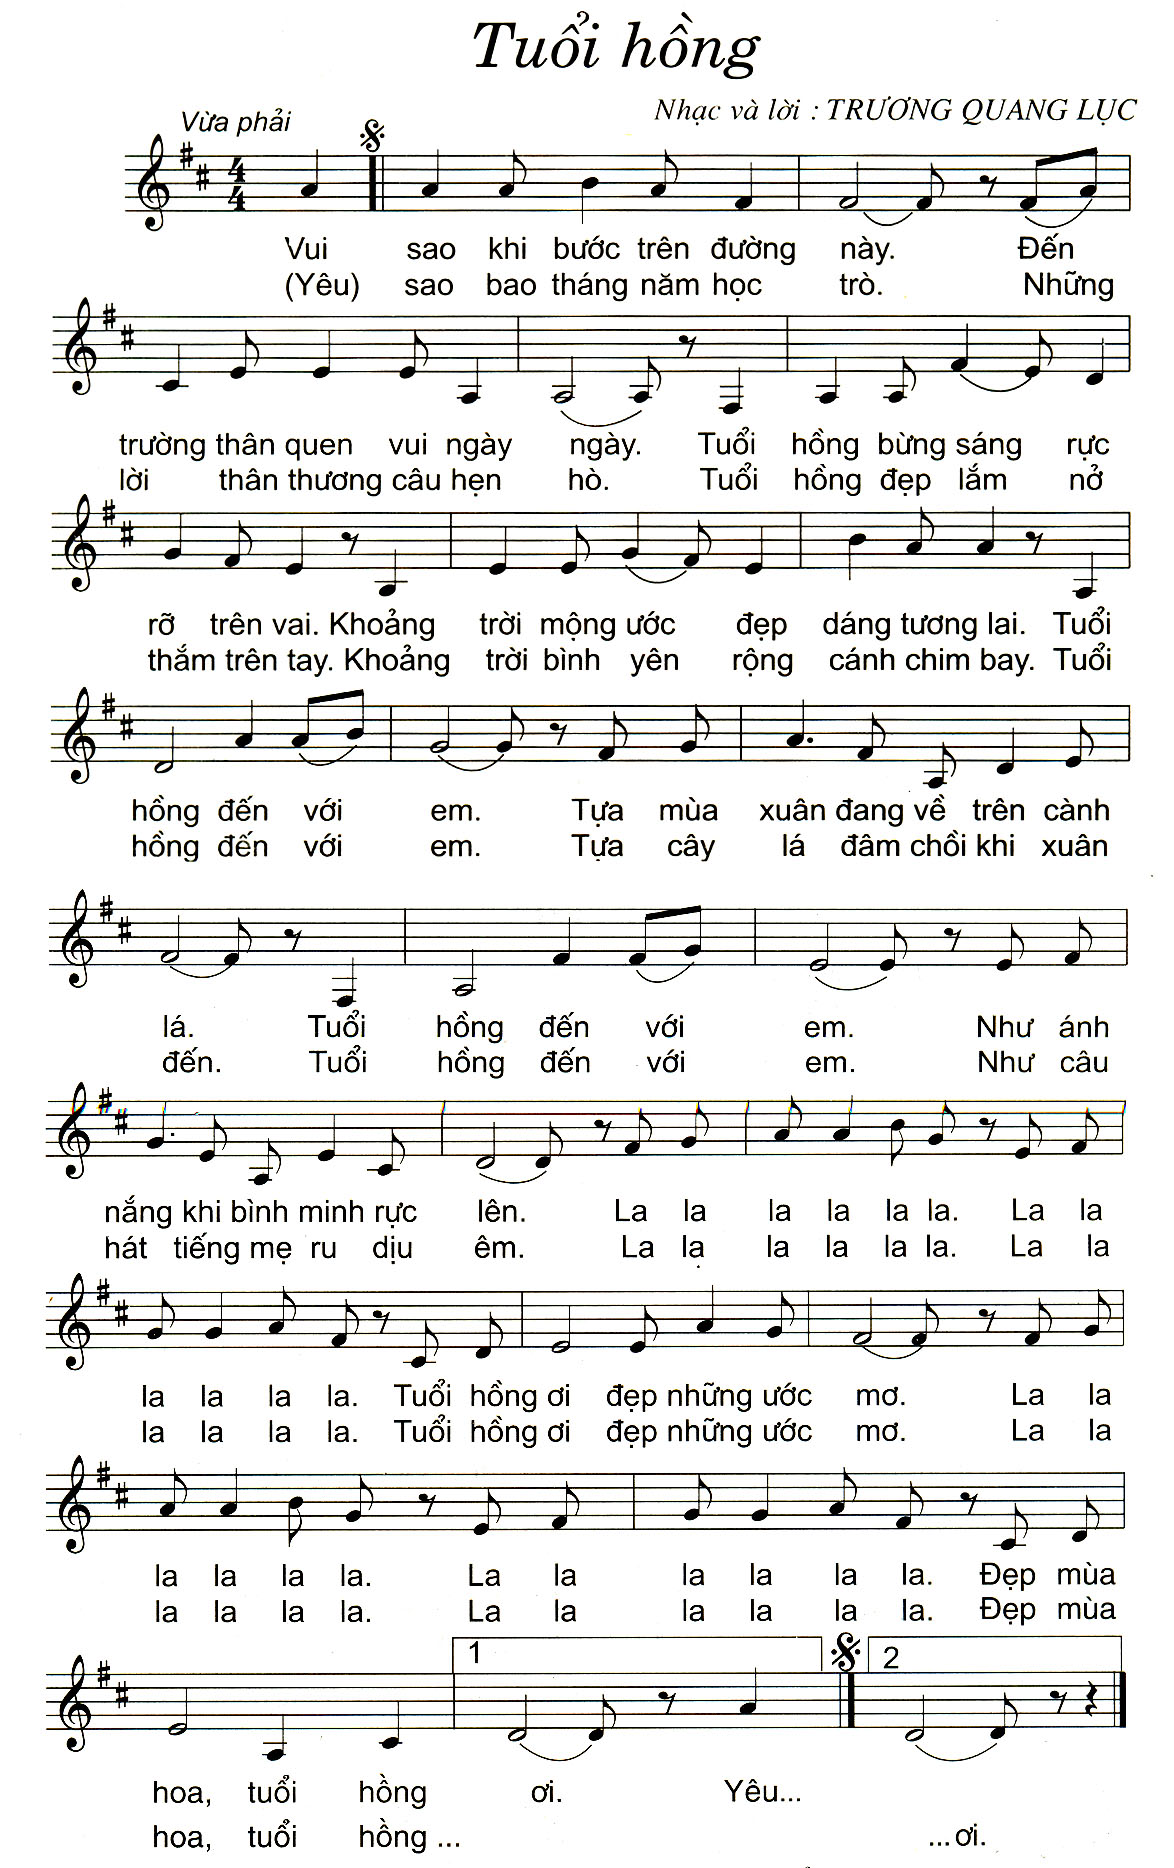 Tuổi hồng
Nhạc và lời : TRƯƠNG QUANG LỤC
Vừa phải
4
4
Vui sao khi bước trên đường này. Đến
(Yêu) sao bao tháng năm học trò. Những
trường thân quen vui ngày ngày. Tuổi hồng bừng sáng rực
lời thân thương câu hẹn hò. Tuổi hồng đẹp lắm nở
rỡ trên vai. Khoảng trời mộng ước đẹp dáng tương lai. Tuổi
thắm trên tay. Khoảng trời bình yên rộng cánh chim bay. Tuổi
hồng đến với em. Tựa mùa xuân đang về trên cành
hồng đến với em. Tựa cây lá đâm chồi khi xuân
lá. Tuổi hồng đến với em. Như ánh
đến. Tuổi hồng đến với em. Như câu
nắng khi bình minh rực lên. La la la la la la. La la
hát tiếng mẹ ru dịu êm. La lạ la la la la. La la
la la la la. Tuổi hồng ơi đẹp những ước mơ. La la
la la la la. Tuổi hồng ơi đẹp những ước mơ. La la
la la la la. La la la la la la. Đẹp mùa
la la la la. La la la la la la. Đẹp mùa
1 2
hoa, tuổi hồng ơi. Yêu...
hoa, tuổi hồng ... ...ơi.